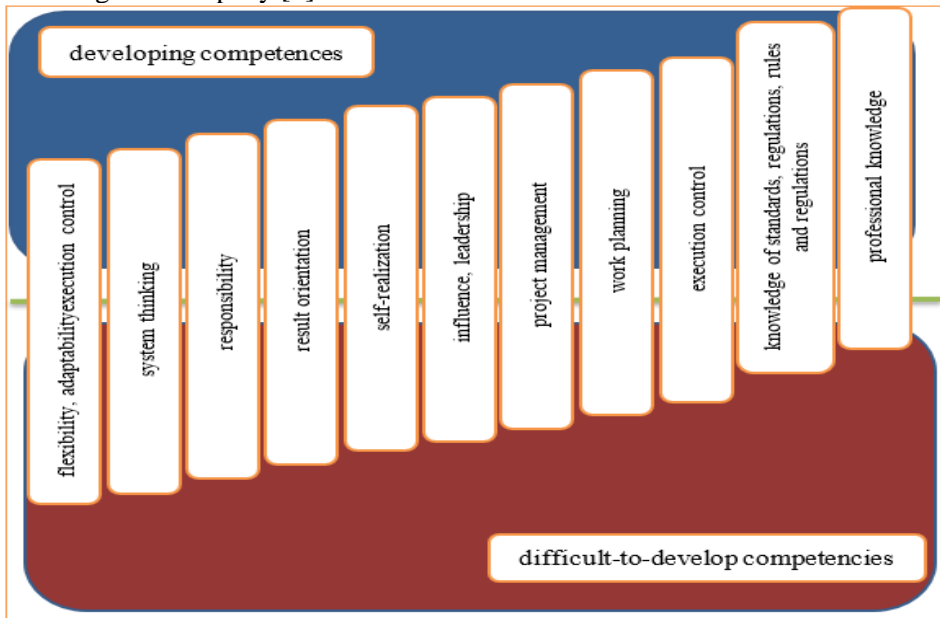 developing competences
flexibility, adaptabilityexecution control
system thinking
responsibility
result orientation
self-realization
influence, leadership
project management
work planning
execution control
knowledge of standards, regulations, rules
and regulations
professional knowledge
difficult-to-develop competencies